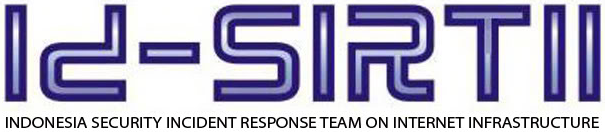 Id-SIRTII
INDONESIA SECURITY INCIDENT RESPONSE TEAM ON INTERNET INFRASTRUCTURE